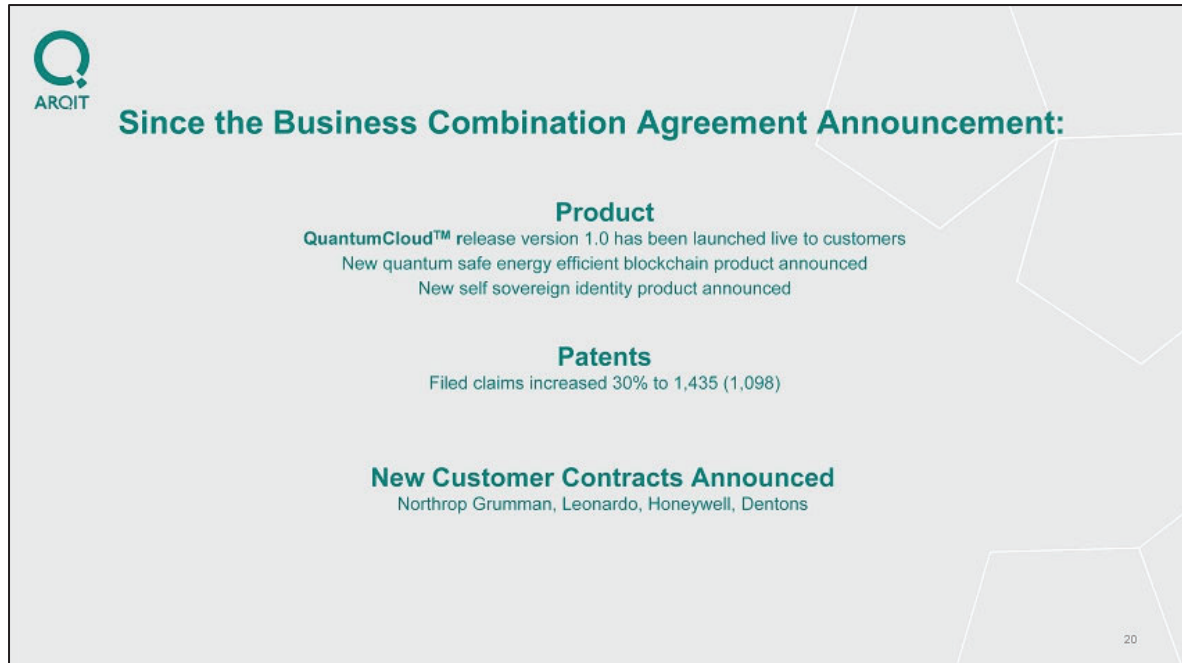 ARQIT
Since the Business Combination Agreement Announcement:
Product
QuantumCloud™ release version 1.0 has been launched live to customers
New quantum safe energy efficient blockchain product announced
New self sovereign identity product announced
Patents
Filed claims increased 30% to 1,435 (1,098)
New Customer Contracts Announced
Northrop Grumman, Leonardo, Honeywell, Dentons
20